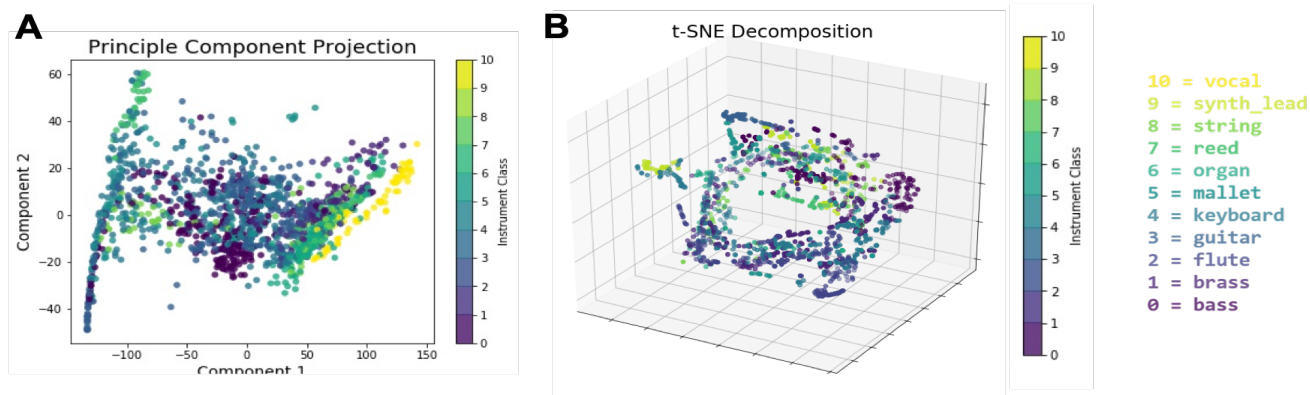 A
Principle Component Projection
Component 2
60
40
20
0
−20
−40
−100
−50
0
50
100
150
Component 1
10
9
8
7
6
5
4
3
2
1
0
Instrument Class
B
t-SNE Decomposition
10
9
8
7
6
5
4
3
2
1
0
Instrument Class
10 = vocal
9 = synth_lead
8 = string
7 = reed
6 = organ
5 = mallet
4 = keyboard
3 = guitar
2 = flute
1 = brass
0 = bass